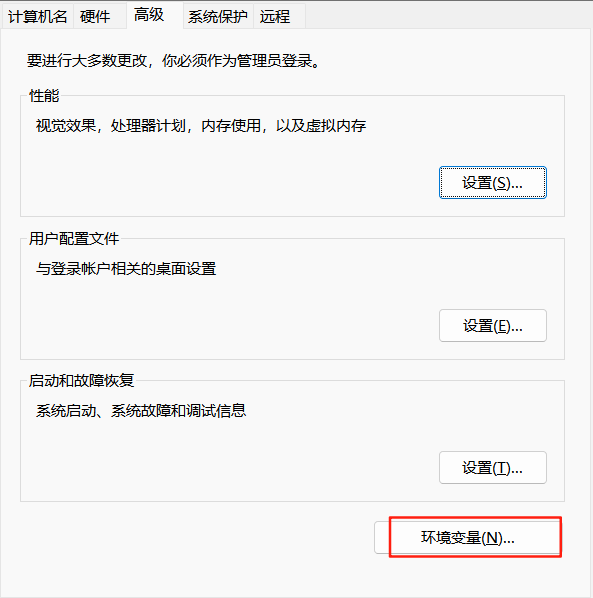 计算机名 硬件 高级 系统保护 远程
要进行大多数更改，你必须作为管理员登录。
性能
视觉效果，处理器计划，内存使用，以及虚拟内存
设置(S)...
用户配置文件
与登录帐户相关的桌面设置
设置(E)...
启动和故障恢复
系统启动、系统故障和调试信息
设置(T)...
环境变量(N)...